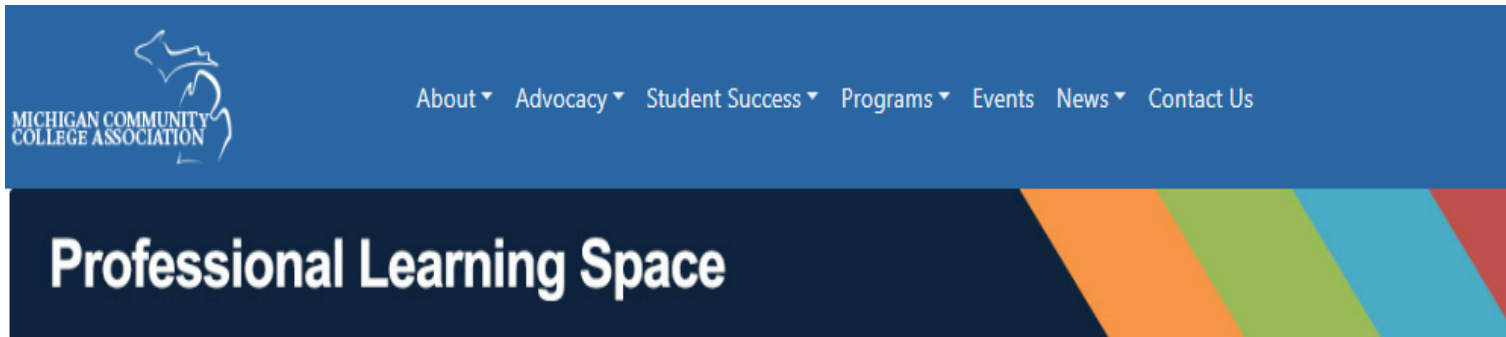 MICHIGAN COMMUNITY
COLLEGE ASSOCIATION
About Advocacy Student Success Programs Events News Contact Us
Professional Learning Space